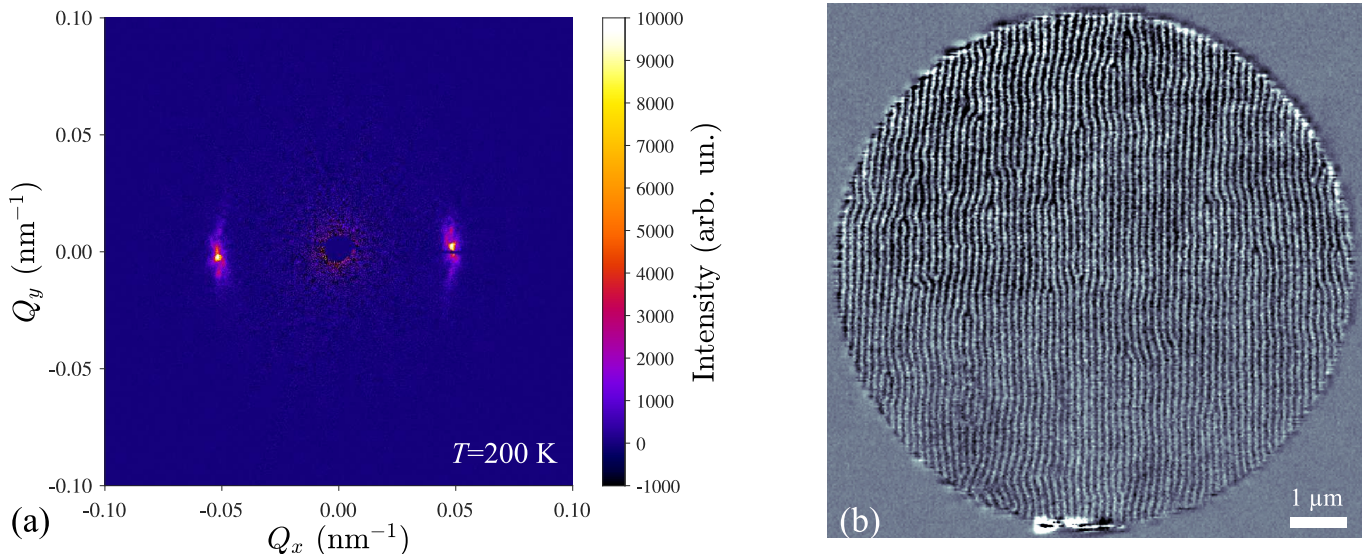 0.10
0.05
0.00
-0.05
-0.10
Q_y (nm⁻¹)
-0.10 -0.05 0.00 0.05 0.10
Q_x (nm⁻¹)
T=200 K
(a)
10000
9000
8000
7000
6000
5000
4000
3000
2000
1000
0
-1000
Intensity (arb. un.)
(b)
1 μm